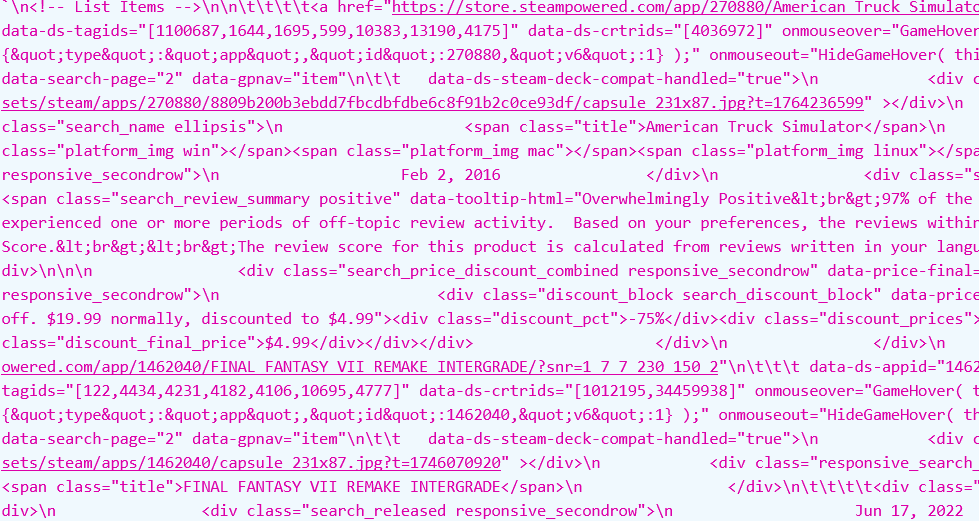 `\n<!-- List Items -->\n\n\t\t\t\t<a href="https://store.steampowered.com/app/270880/American_Truck_Simulato
data-ds-tagids="[1100687,1644,1695,599,10383,13190,4175]" data-ds-crtrids="[4036972]" onmouseover="GameHover
{&quot;type&quot;:&quot;app&quot;,&quot;id&quot;:270880,&quot;v6&quot;:1} );" onmouseout="HideGameHover( thi
data-search-page="2" data-gpnav="item"\n\t\t   data-ds-steam-deck-compat-handled="true">\n            <div c
sets/steam/apps/270880/8809b200b3ebdd7fbcdbfdbe6c8f91b2c0ce93df/capsule_231x87.jpg?t=1764236599" ></div>\n
class="search_name ellipsis">\n                    <span class="title">American Truck Simulator</span>\n
class="platform_img win"></span><span class="platform_img mac"></span><span class="platform_img linux"></spa
responsive_secondrow">\n                    Feb 2, 2016                </div>\n                <div class="s
<span class="search_review_summary positive" data-tooltip-html="Overwhelmingly Positive&lt;br&gt;97% of the
experienced one or more periods of off-topic review activity.  Based on your preferences, the reviews within
Score.&lt;br&gt;&lt;br&gt;The review score for this product is calculated from reviews written in your langu
div>\n\n\n                <div class="search_price_discount_combined responsive_secondrow" data-price-final=
responsive_secondrow">\n                        <div class="discount_block search_discount_block" data-price
off. $19.99 normally, discounted to $4.99"><div class="discount_pct">-75%</div><div class="discount_prices">
class="discount_final_price">$4.99</div></div></div>                    </div>\n                </div>\n
owered.com/app/1462040/FINAL_FANTASY_VII_REMAKE_INTERGRADE/?snr=1_7_7_230_150_2"\n\t\t\t data-ds-appid="1462
tagids="[122,4434,4231,4182,4106,10695,4777]" data-ds-crtrids="[1012195,34459938]" onmouseover="GameHover( t
{&quot;type&quot;:&quot;app&quot;,&quot;id&quot;:1462040,&quot;v6&quot;:1} );" onmouseout="HideGameHover( th
data-search-page="2" data-gpnav="item"\n\t\t   data-ds-steam-deck-compat-handled="true">\n            <div c
sets/steam/apps/1462040/capsule_231x87.jpg?t=1746070920" ></div>\n            <div class="responsive_search_
<span class="title">FINAL FANTASY VII REMAKE INTERGRADE</span>\n                </div>\n\t\t\t\t\t<div class="
div>\n                <div class="search_released responsive_secondrow">\n                    Jun 17, 2022